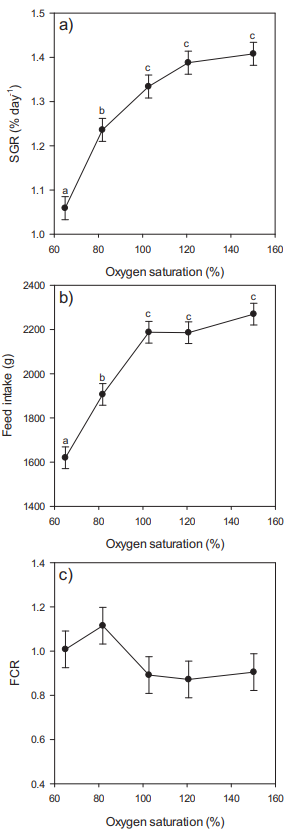 a)
SGR (% day-1)
1.5
1.4
1.3
1.2
1.1
1.0
a
b
c
c
c
60 80 100 120 140 160
Oxygen saturation (%)
b)
Feed intake (g)
2400
2200
2000
1800
1600
1400
a
b
c
c
c
60 80 100 120 140 160
Oxygen saturation (%)
c)
FCR
1.4
1.2
1.0
0.8
0.6
0.4
60 80 100 120 140 160
Oxygen saturation (%)